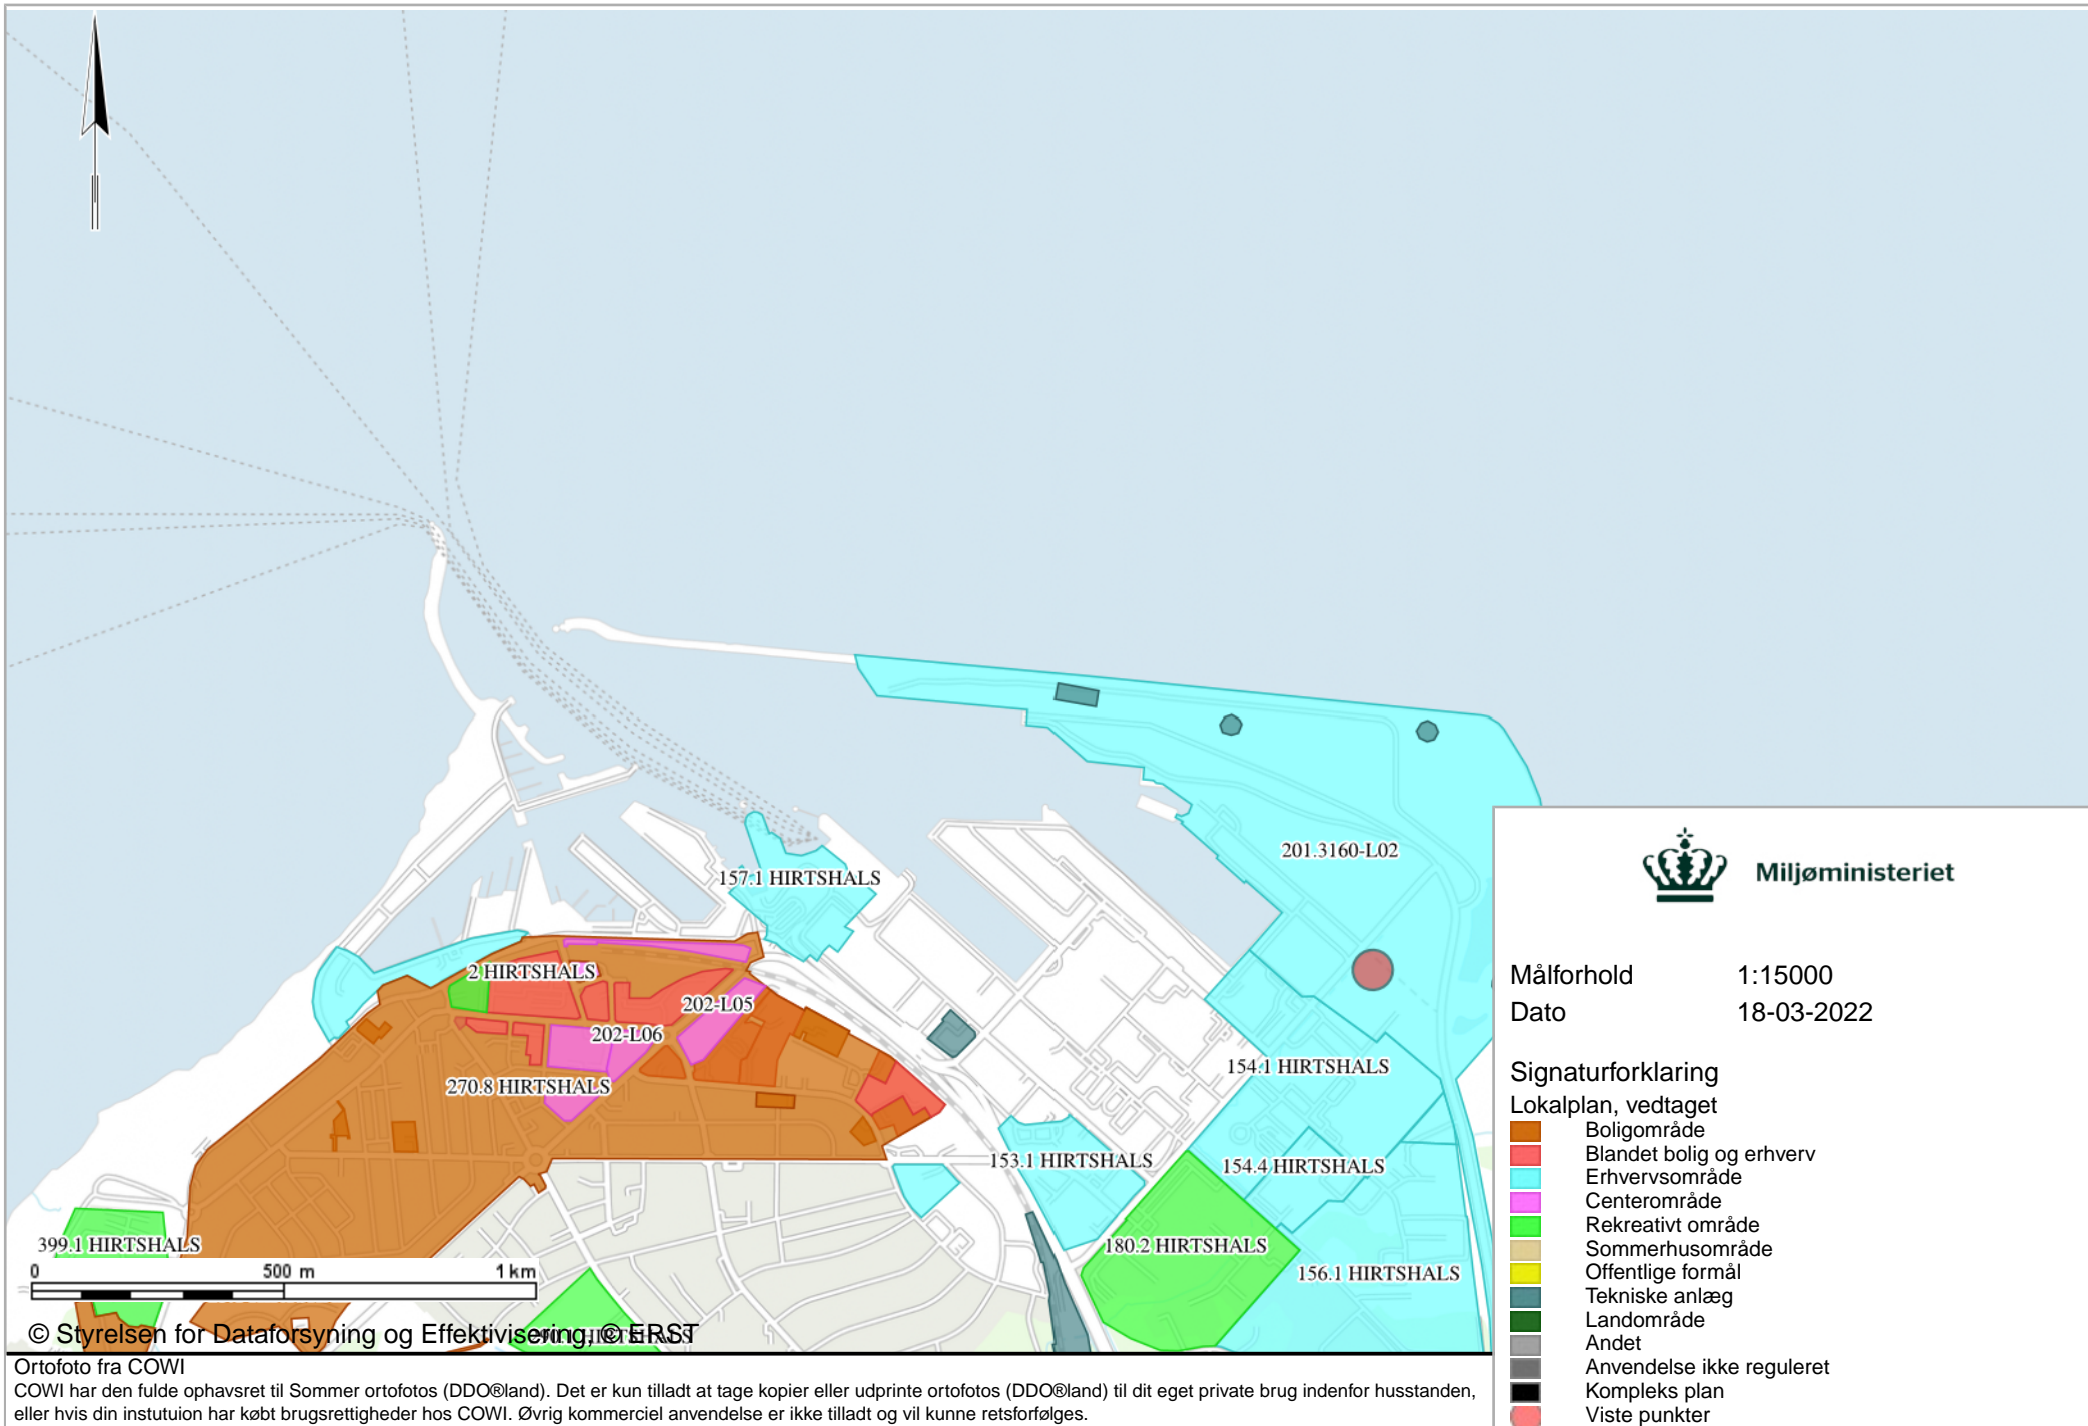 201.3160-L02
157.1 HIRTSHALS
2 HIRTSHALS
202-L05
202-L06
270.8 HIRTSHALS
154.1 HIRTSHALS
153.1 HIRTSHALS
154.4 HIRTSHALS
399.1 HIRTSHALS
180.2 HIRTSHALS
156.1 HIRTSHALS
0 500 m 1 km
© Styrelsen for Dataforsyning og Effektivisering, © ERST
HIRTSHALS
Ortofoto fra COWI
COWI har den fulde ophavsret til Sommer ortofotos (DDO®land). Det er kun tilladt at tage kopier eller udprinte ortofotos (DDO®land) til dit eget private brug indenfor husstanden,
eller hvis din instutuion har købt brugsrettigheder hos COWI. Øvrig kommerciel anvendelse er ikke tilladt og vil kunne retsforfølges.
Miljøministeriet
Målforhold 1:15000
Dato 18-03-2022
Signaturforklaring
Lokalplan, vedtaget
Boligområde
Blandet bolig og erhverv
Erhvervsområde
Centerområde
Rekreativt område
Sommerhusområde
Offentlige formål
Tekniske anlæg
Landområde
Andet
Anvendelse ikke reguleret
Kompleks plan
Viste punkter